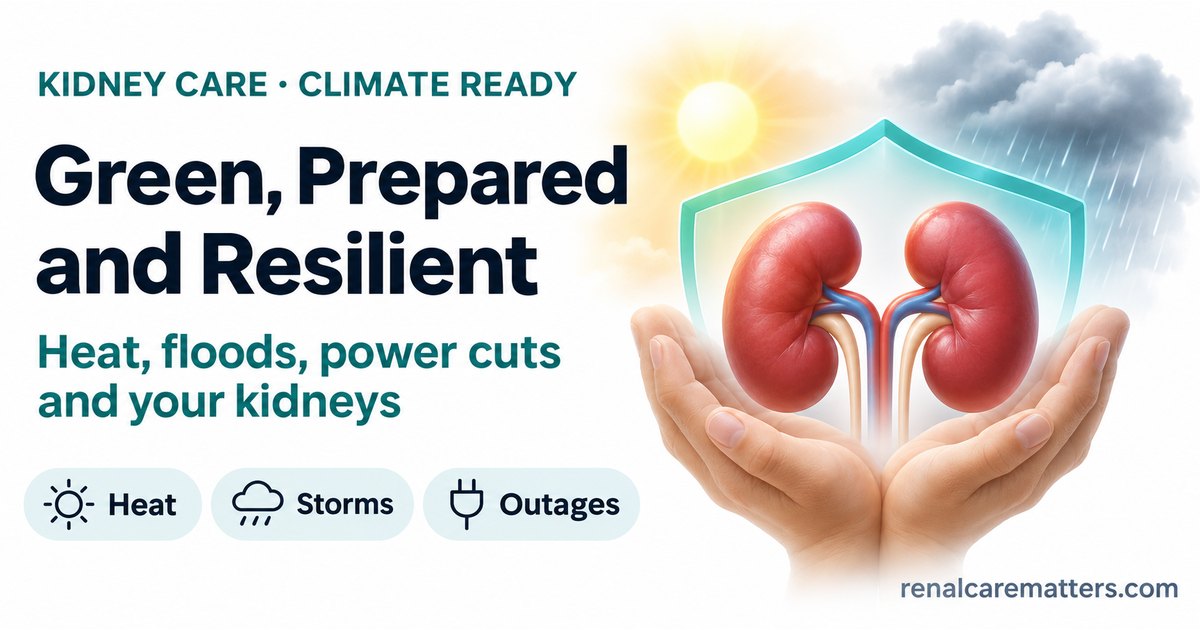 KIDNEY CARE · CLIMATE READY
Green, Prepared
and Resilient
Heat, floods, power cuts
and your kidneys
Heat
Storms
Outages
renalcarematters.com